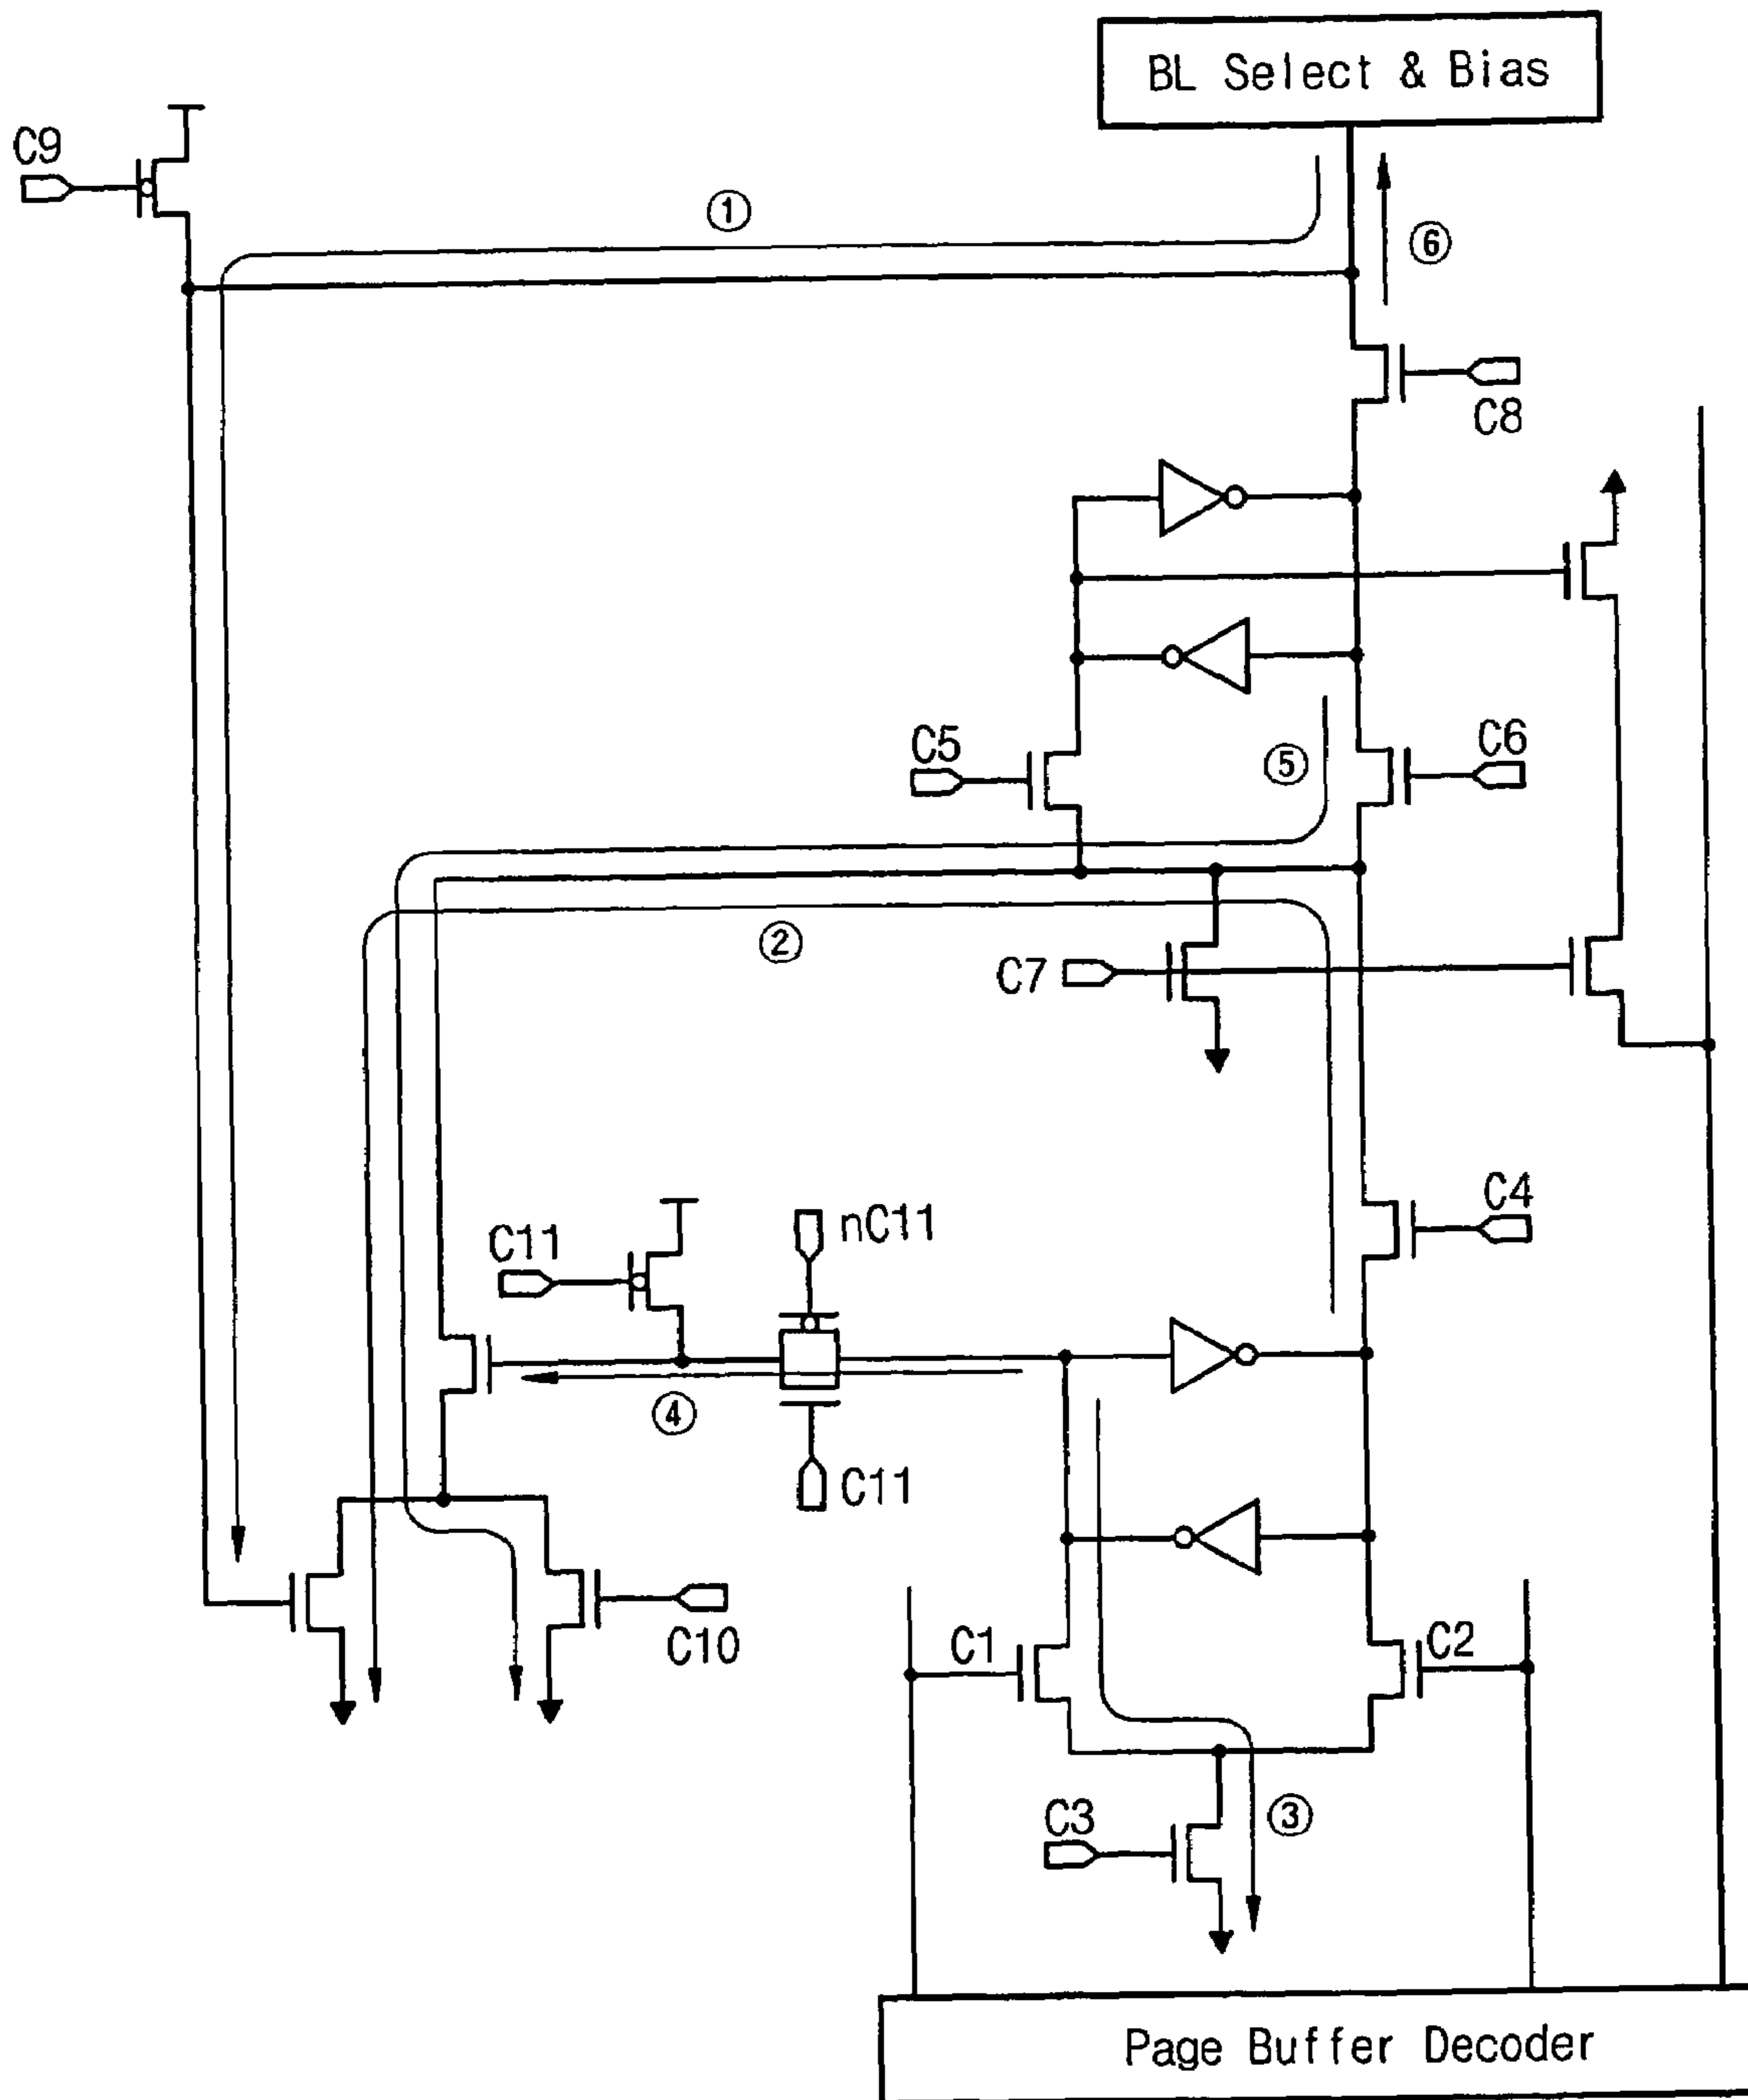 BL Select & Bias
C9
①
⑥
C8
C5
C6
⑤
②
C7
C4
nC11
C11
④
C11
C10
C1
C2
C3
③
Page Buffer Decoder